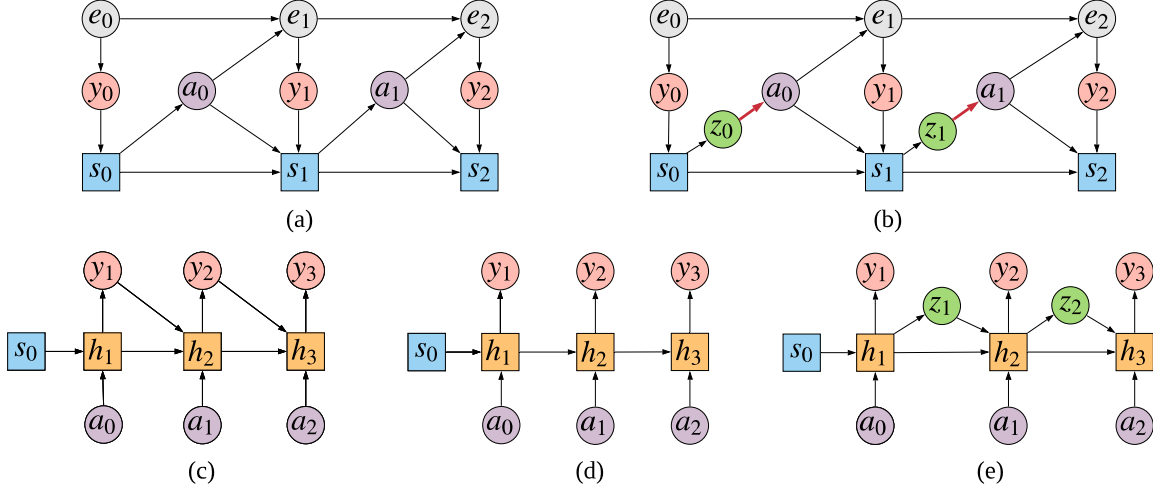 e₀ e₁ e₂
y₀ a₀ y₁ a₁ y₂
s₀ s₁ s₂
(a)
e₀ e₁ e₂
y₀ a₀ y₁ a₁ y₂
z₀ z₁
s₀ s₁ s₂
(b)
y₁ y₂ y₃
s₀ h₁ h₂ h₃
a₀ a₁ a₂
(c)
y₁ y₂ y₃
s₀ h₁ h₂ h₃
a₀ a₁ a₂
(d)
y₁ y₂ y₃
z₁ z₂
s₀ h₁ h₂ h₃
a₀ a₁ a₂
(e)